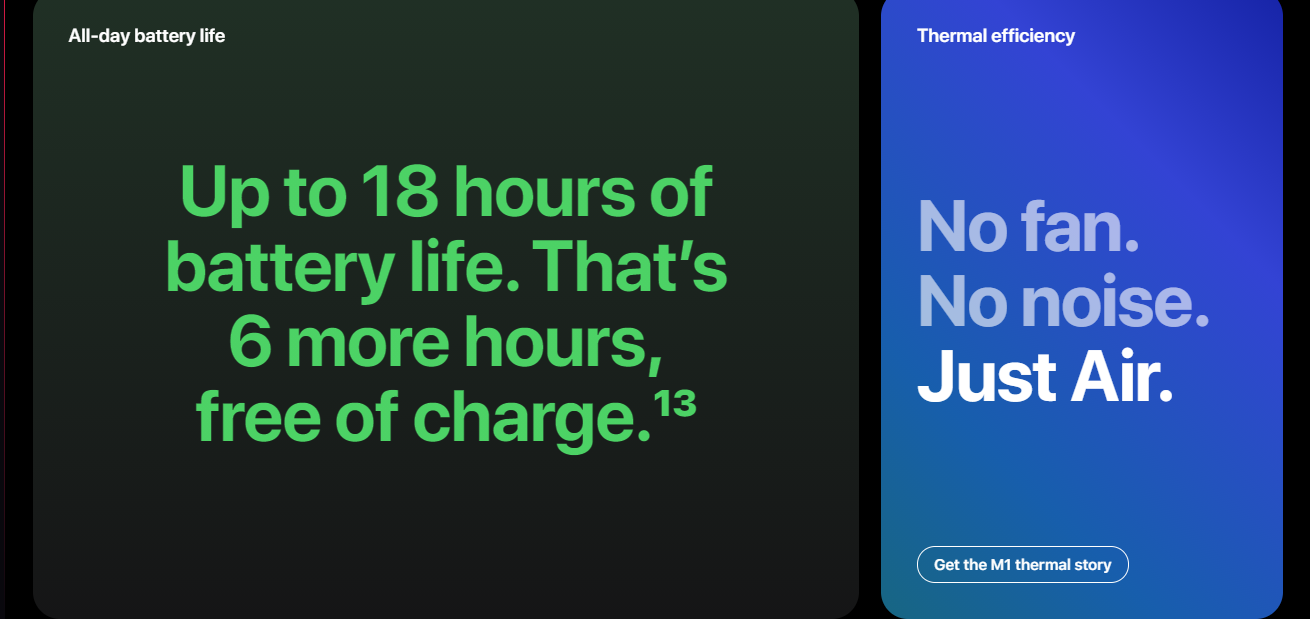 All-day battery life
Up to 18 hours of
battery life. That’s
6 more hours,
free of charge.¹³
Thermal efficiency
No fan.
No noise.
Just Air.
Get the M1 thermal story